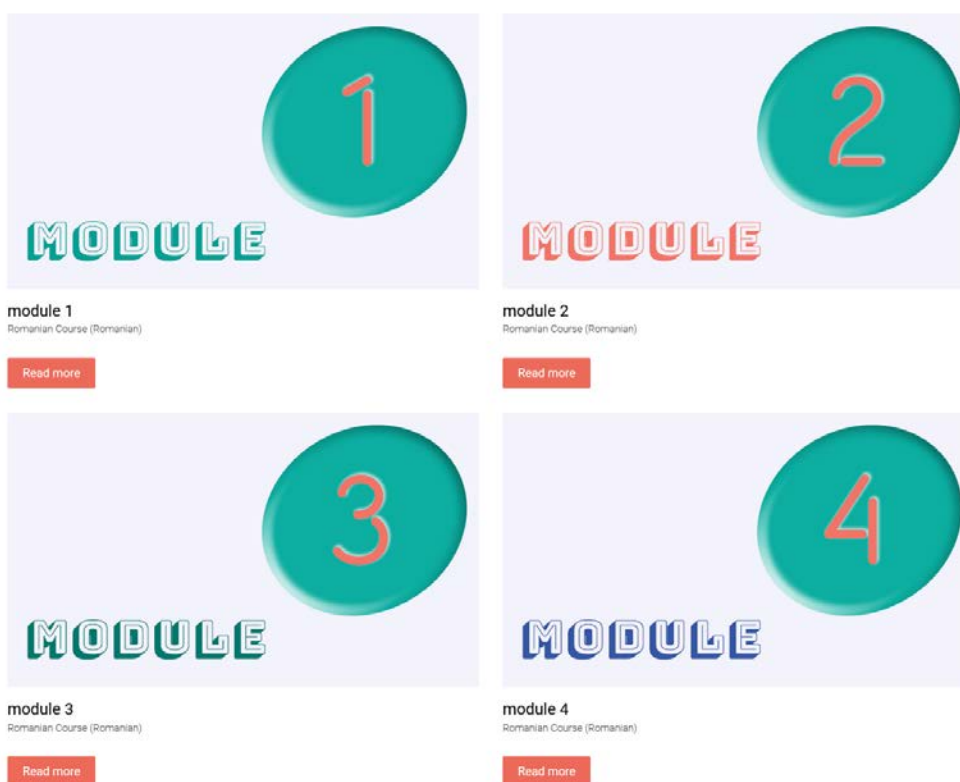 1
MODULE
module 1
Romanian Course (Romanian)
Read more
2
MODULE
module 2
Romanian Course (Romanian)
Read more
3
MODULE
module 3
Romanian Course (Romanian)
Read more
4
MODULE
module 4
Romanian Course (Romanian)
Read more